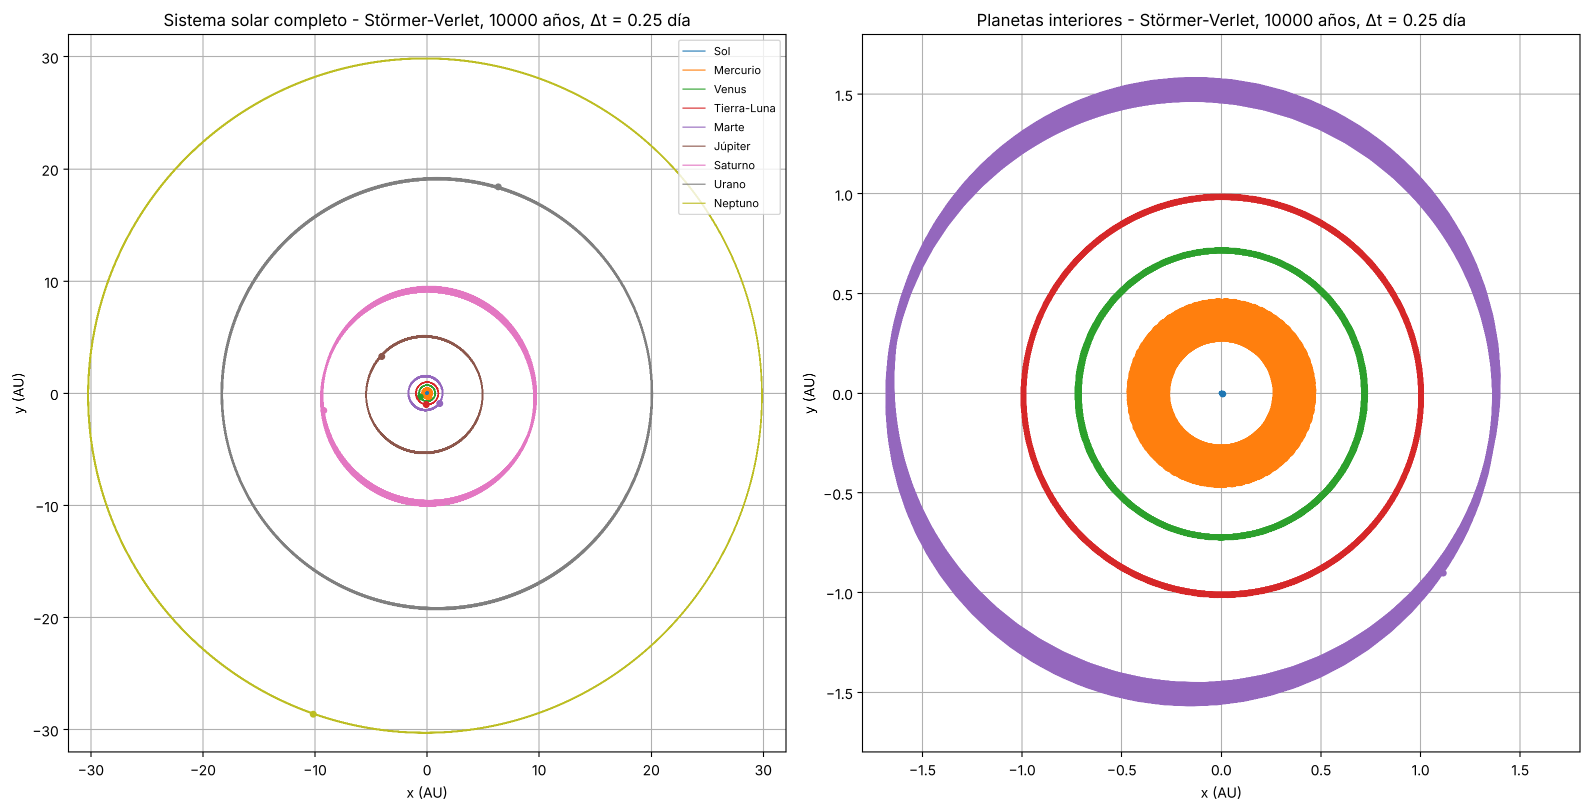 Sistema solar completo - Störmer-Verlet, 10000 años, Δt = 0.25 día
30
20
10
0
−10
−20
−30
y (AU)
−30 −20 −10 0 10 20 30
x (AU)
Sol
Mercurio
Venus
Tierra-Luna
Marte
Júpiter
Saturno
Urano
Neptuno
Planetas interiores - Störmer-Verlet, 10000 años, Δt = 0.25 día
1.5
1.0
0.5
0.0
−0.5
−1.0
−1.5
y (AU)
−1.5 −1.0 −0.5 0.0 0.5 1.0 1.5
x (AU)